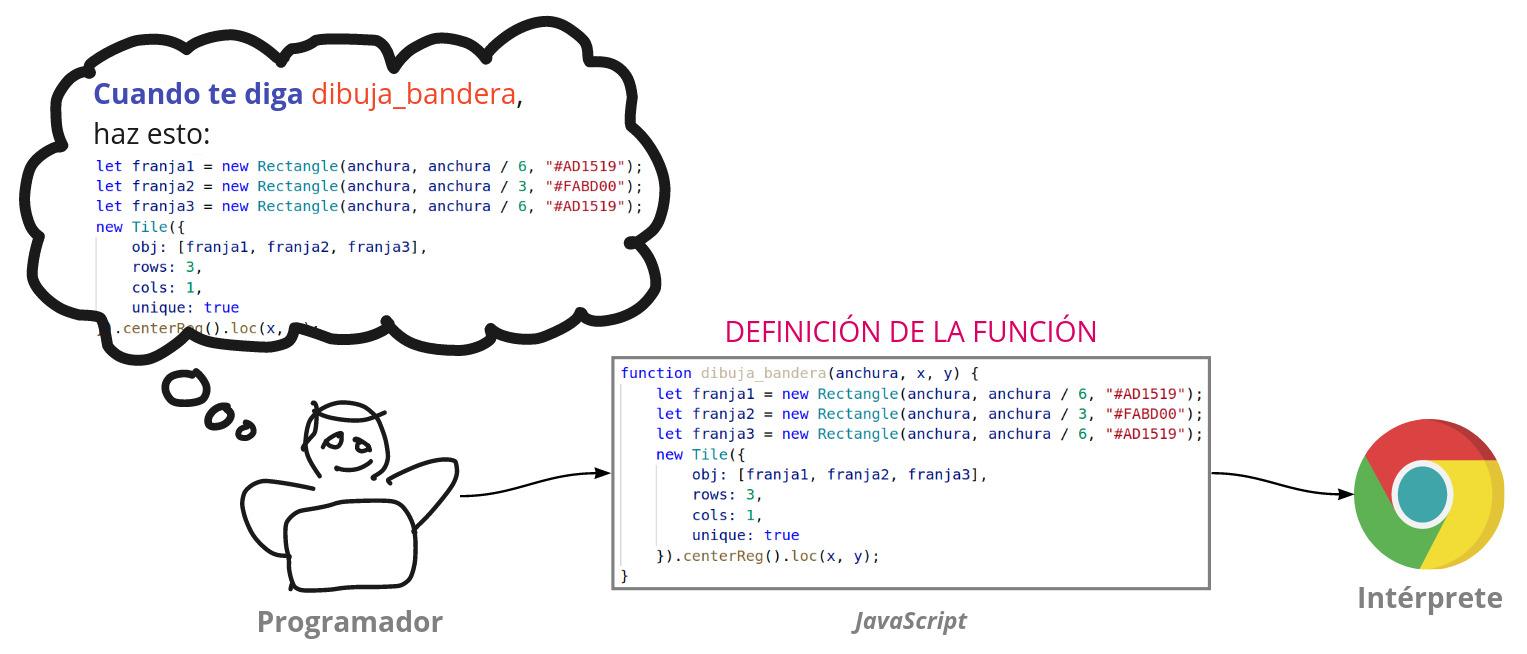 Cuando te diga dibuja_bandera,
haz esto:
let franja1 = new Rectangle(anchura, anchura / 6, "#AD1519");
let franja2 = new Rectangle(anchura, anchura / 3, "#FABD00");
let franja3 = new Rectangle(anchura, anchura / 6, "#AD1519");
new Tile({
    obj: [franja1, franja2, franja3],
    rows: 3,
    cols: 1,
    unique: true
}).centerReg().loc(x, 
DEFINICIÓN DE LA FUNCIÓN
function dibuja_bandera(anchura, x, y) {
    let franja1 = new Rectangle(anchura, anchura / 6, "#AD1519");
    let franja2 = new Rectangle(anchura, anchura / 3, "#FABD00");
    let franja3 = new Rectangle(anchura, anchura / 6, "#AD1519");
    new Tile({
        obj: [franja1, franja2, franja3],
        rows: 3,
        cols: 1,
        unique: true
    }).centerReg().loc(x, y);
}
Programador
JavaScript
Intérprete